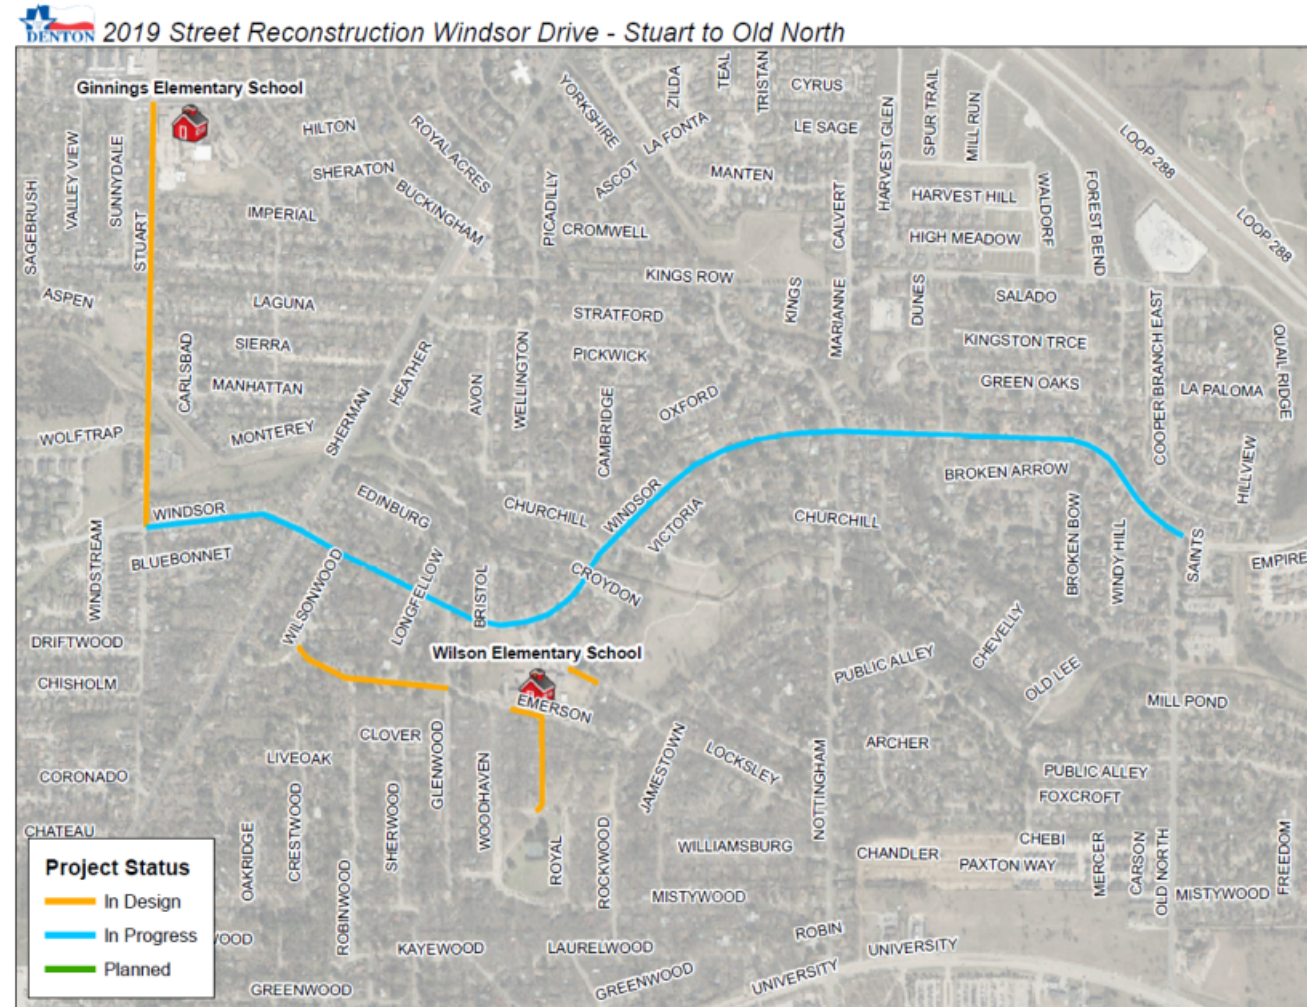 DENTON
2019 Street Reconstruction Windsor Drive - Stuart to Old North
Ginnings Elementary School
YORKSHIRE
ZILDA
TEAL
TRISTAN
CYRUS
HARVEST GLEN
SPUR TRAIL
MILL RUN
LOOP 288
HILTON
ROYAL ACRES
LA FONTA
LE SAGE
SAGEBRUSH
VALLEY VIEW
SUNNYDALE
STUART
SHERATON
BUCKINGHAM
PICADILLY
ASCOT
MANTEN
CALVERT
HARVEST HILL
WALDORF
FOREST BEND
LOOP 288
IMPERIAL
CROMWELL
HIGH MEADOW
KINGS ROW
ASPEN
LAGUNA
STRATFORD
KINGS
MARIANNE
DUNES
SALADO
COOPER BRANCH EAST
QUAIL RIDGE
CARLSBAD
SIERRA
HEATHER
WELLINGTON
PICKWICK
KINGSTON TRCE
MANHATTAN
AVON
GREEN OAKS
LA PALOMA
SHERMAN
CAMBRIDGE
OXFORD
WOLFTRAP
MONTEREY
BROKEN ARROW
HILLVIEW
WINDSOR
EDINBURG
CHURCHILL
WINDSOR
VICTORIA
CHURCHILL
BROKEN BOW
WINDY HILL
WINDSTREAM
BLUEBONNET
SAINTS
EMPIRE
WILSONWOOD
LONGFELLOW
BRISTOL
CROYDON
DRIFTWOOD
CHEVELLY
Wilson Elementary School
PUBLIC ALLEY
OLD LEE
CHISHOLM
EMERSON
MILL POND
CLOVER
GLENWOOD
JAMESTOWN
LOCKSLEY
NOTTINGHAM
ARCHER
LIVEOAK
WOODHAVEN
CORONADO
PUBLIC ALLEY
FOXCROFT
CHATEAU
OAKRIDGE
CRESTWOOD
SHERWOOD
ROYAL
ROCKWOOD
WILLIAMSBURG
CHANDLER
CHEBI
PAXTON WAY
MERCER
CARSON
OLD NORTH
FREEDOM
ROBINWOOD
MISTYWOOD
MISTYWOOD
WOOD
KAYEWOOD
LAURELWOOD
ROBIN
UNIVERSITY
GREENWOOD
GREENWOOD
UNIVERSITY
Project Status
In Design
In Progress
Planned